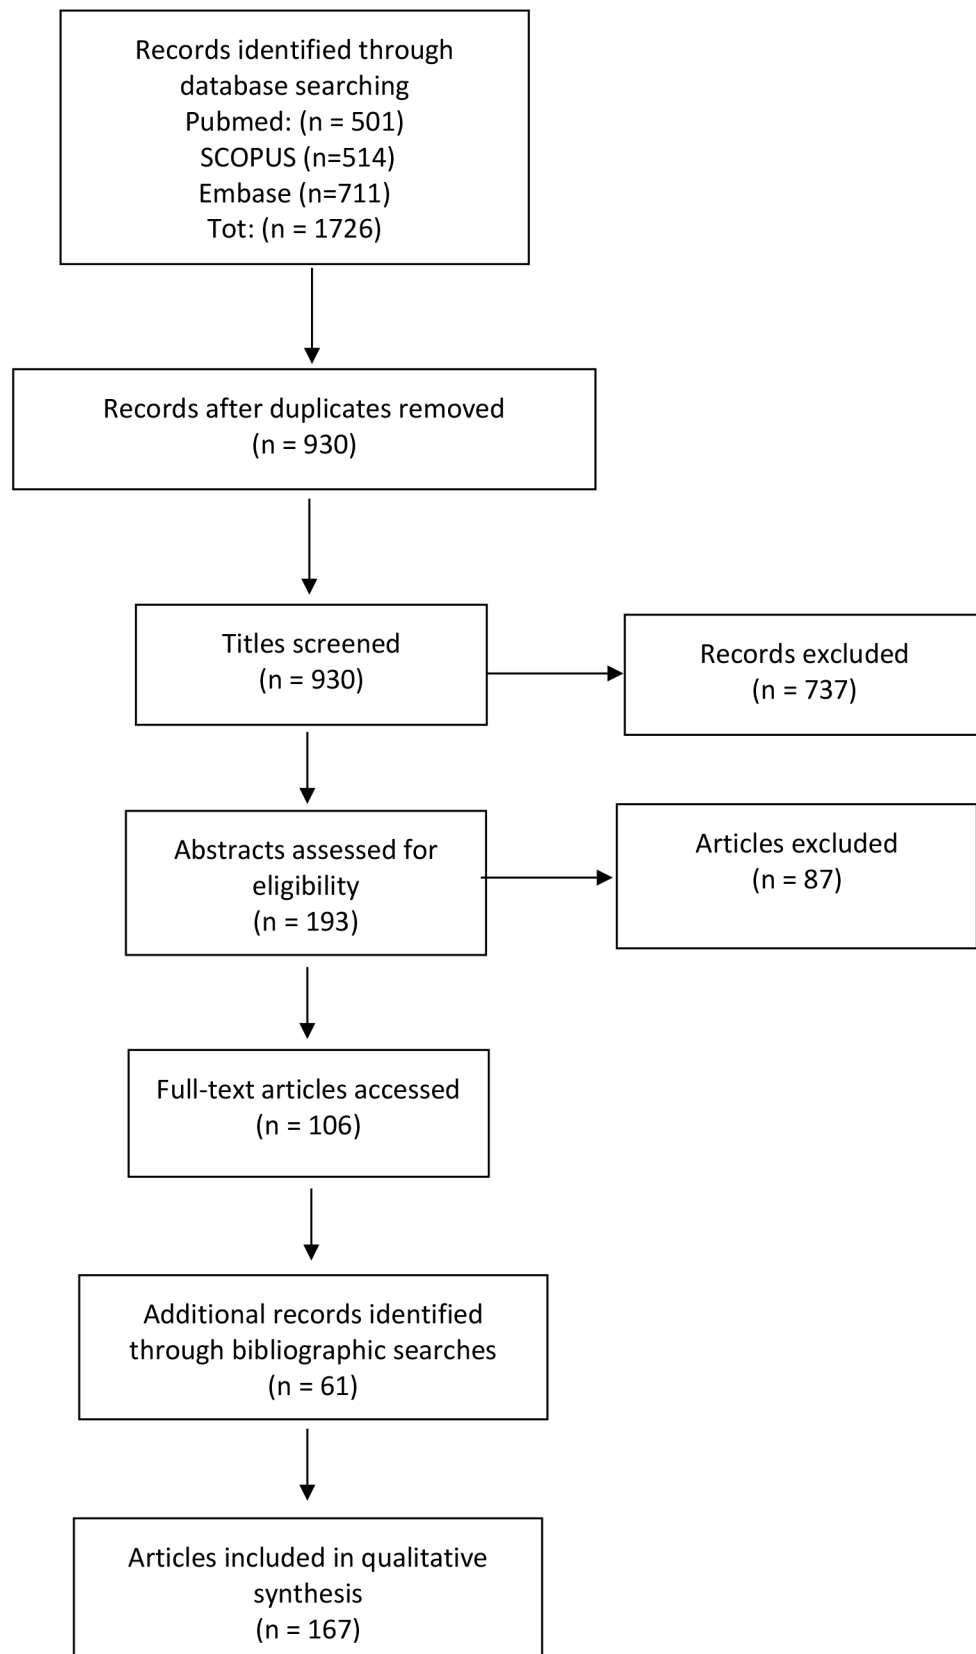 Records identified through
database searching
Pubmed: (n = 501)
SCOPUS (n=514)
Embase (n=711)
Tot: (n = 1726)
Records after duplicates removed
(n = 930)
Titles screened
(n = 930)
Records excluded
(n = 737)
Abstracts assessed for
eligibility
(n = 193)
Articles excluded
(n = 87)
Full-text articles accessed
(n = 106)
Additional records identified
through bibliographic searches
(n = 61)
Articles included in qualitative
synthesis
(n = 167)